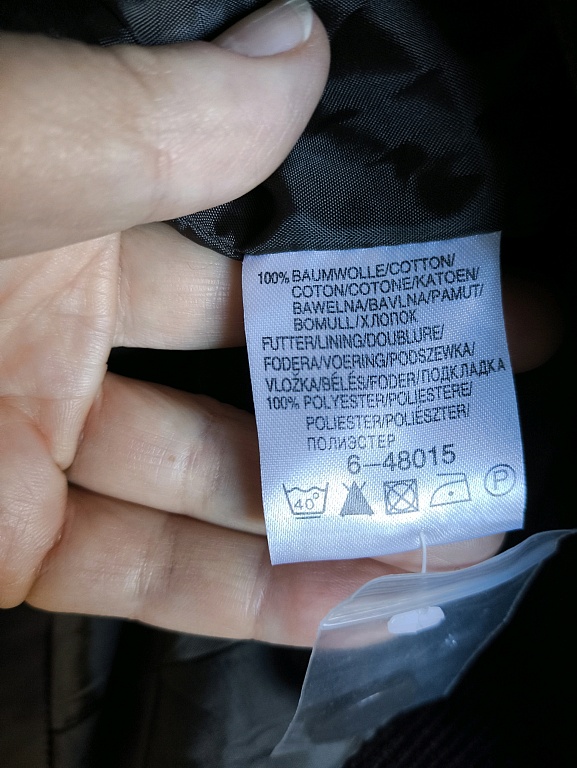 100% BAUMWOLLE/COTTON/
COTON/COTONE/KATOEN/
BAWELNA/BAVLNA/PAMUT/
BOMULL/ХЛОПОК
FUTTER/LINING/DOUBLURE/
FODERA/VOERING/PODSZEWKA/
VLOŽKA/BÉLÉS/FODER/ПОДКЛАДКА
100% POLYESTER/POLIESTERE/
POLIESTER/POLIÉSZTER/
ПОЛИЭСТЕР
6-48015
40°
P